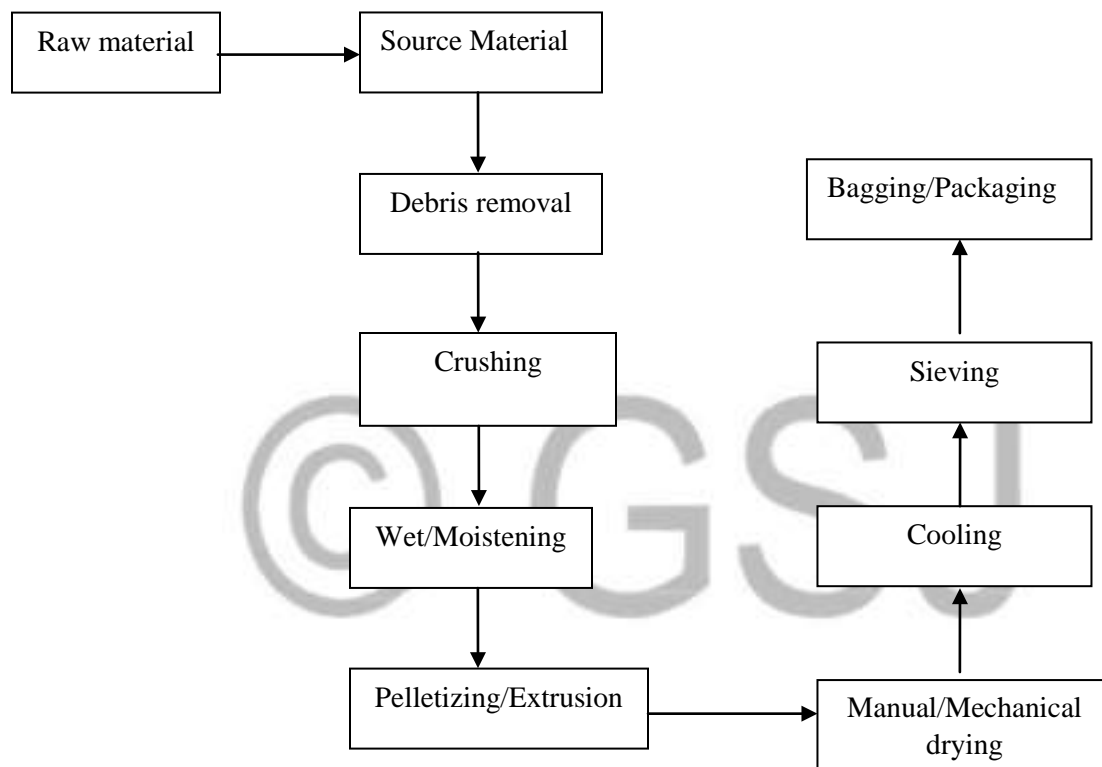 Raw material
Source Material
Debris removal
Crushing
Wet/Moistening
Pelletizing/Extrusion
Manual/Mechanical
drying
Cooling
Sieving
Bagging/Packaging
© GSJ